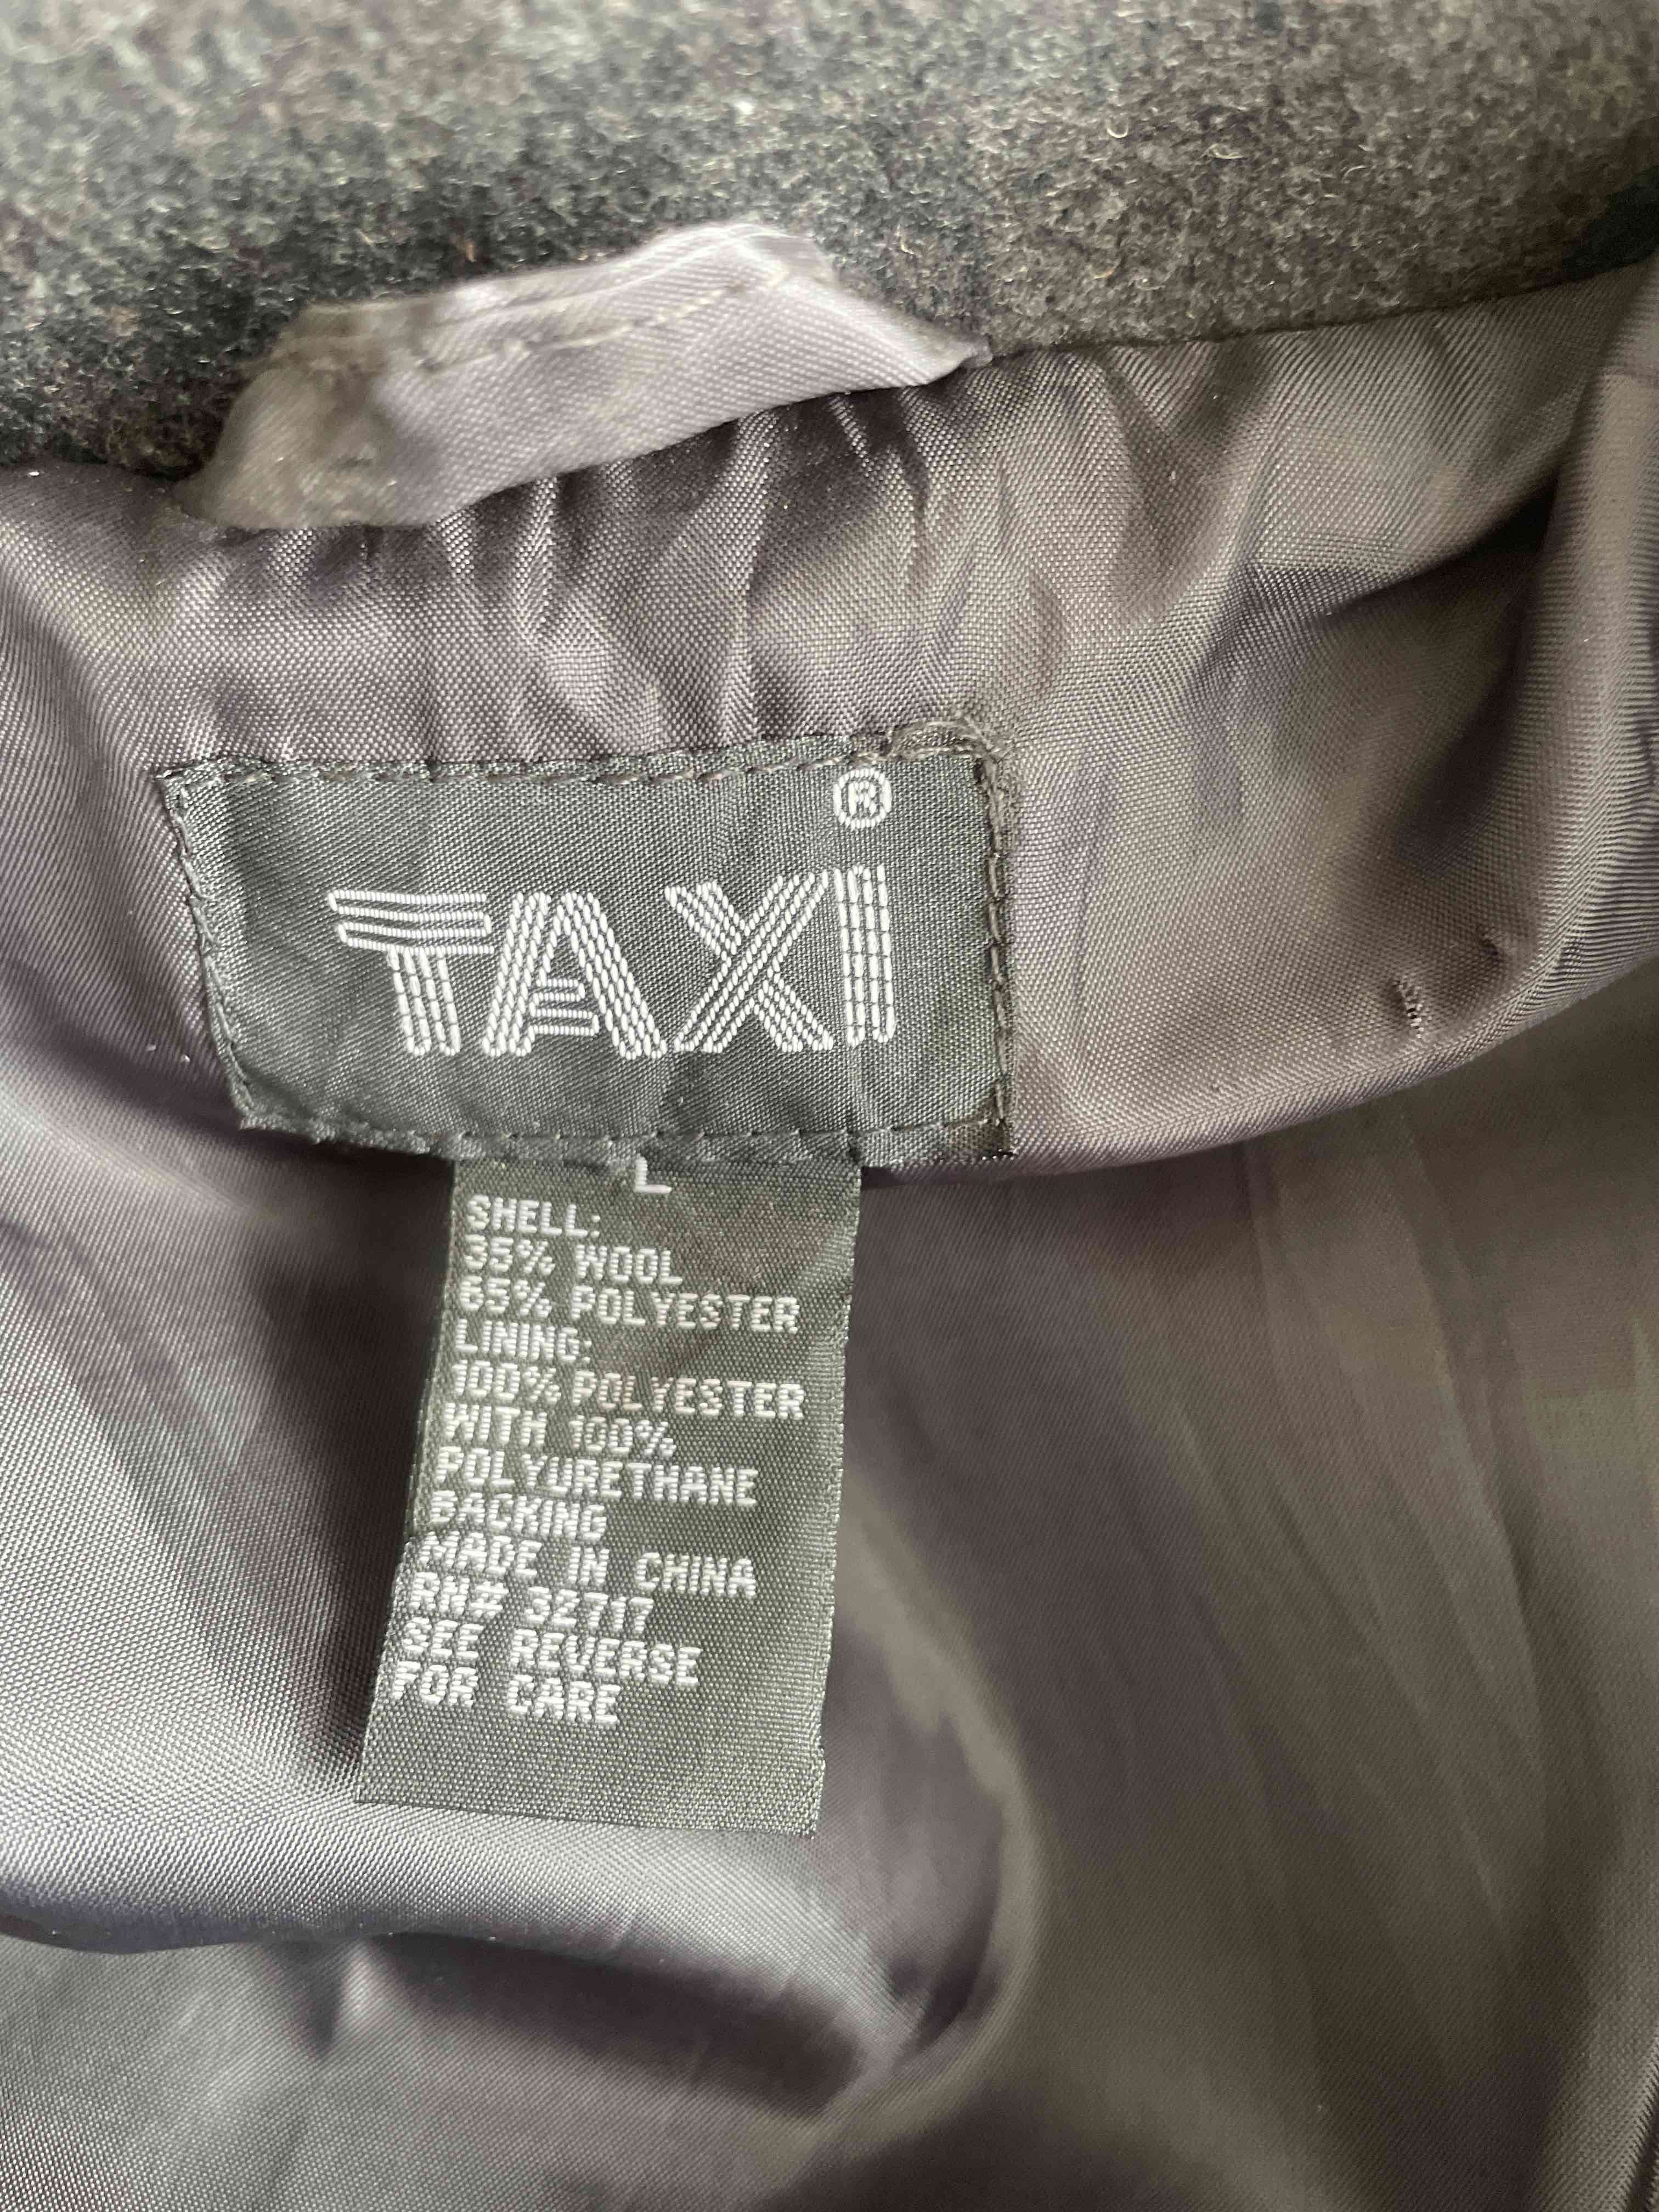 ®
TAXI
L
SHELL:
35% WOOL
65% POLYESTER
LINING:
100% POLYESTER
WITH 100%
POLYURETHANE
BACKING
MADE IN CHINA
RN# 32717
SEE REVERSE
FOR CARE